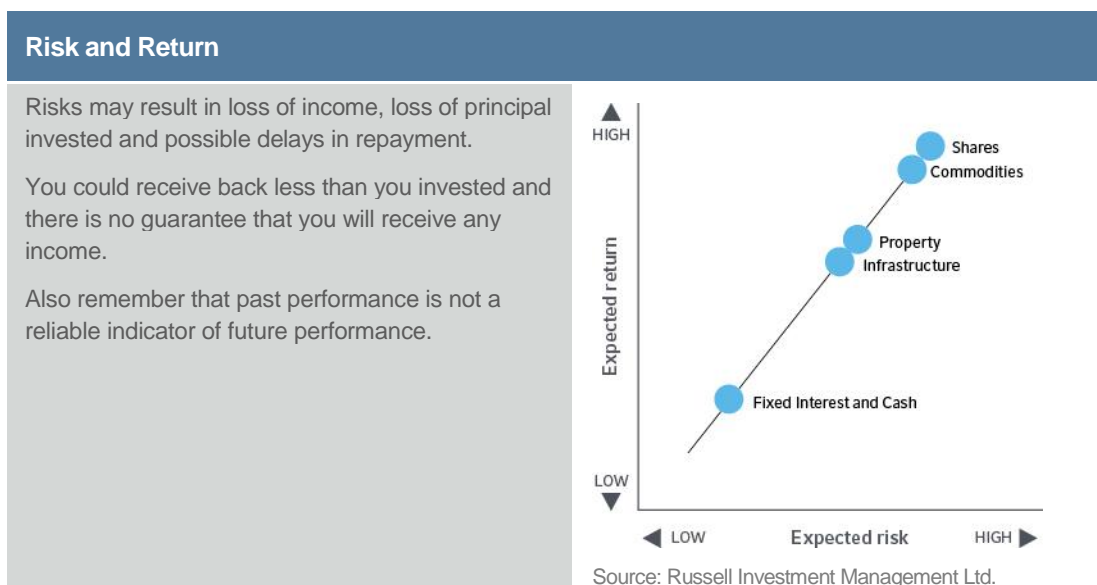 Risk and Return
Risks may result in loss of income, loss of principal
invested and possible delays in repayment.
You could receive back less than you invested and
there is no guarantee that you will receive any
income.
Also remember that past performance is not a
reliable indicator of future performance.
HIGH
Shares
Commodities
Property
Infrastructure
Expected return
Fixed Interest and Cash
LOW
LOW Expected risk HIGH
Source: Russell Investment Management Ltd.